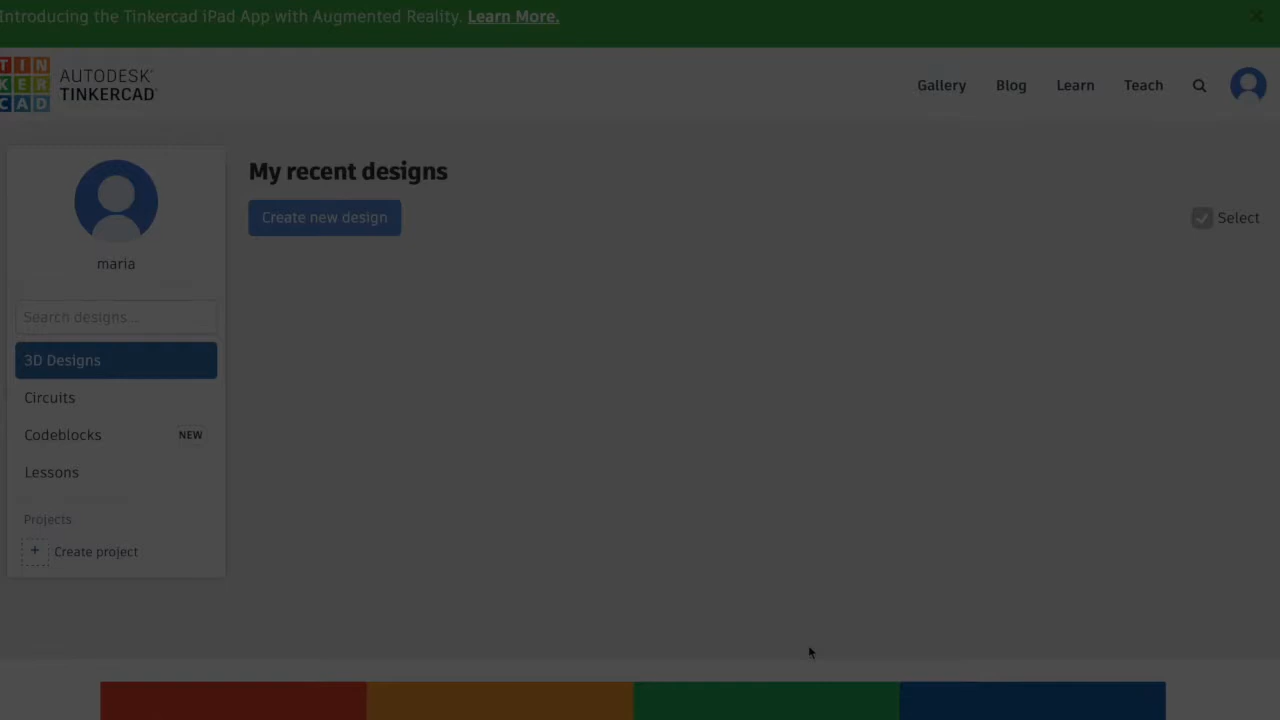 Introducing the Tinkercad iPad App with Augmented Reality. Learn More.
TIN
KER
CAD
AUTODESK
TINKERCAD
Gallery
Blog
Learn
Teach
maria
Search designs...
3D Designs
Circuits
Codeblocks NEW
Lessons
Projects
+ Create project
My recent designs
Create new design
Select